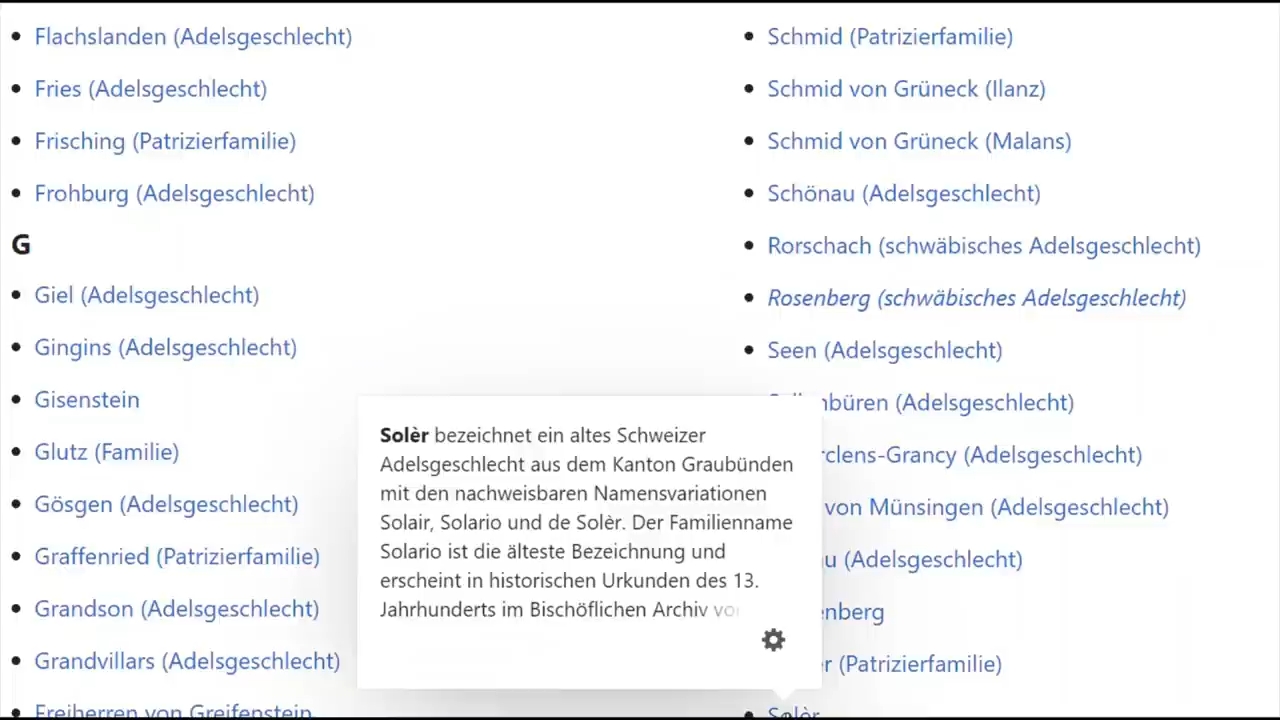 Flachslanden (Adelsgeschlecht)
Fries (Adelsgeschlecht)
Frisching (Patrizierfamilie)
Frohburg (Adelsgeschlecht)
G
Giel (Adelsgeschlecht)
Gingins (Adelsgeschlecht)
Gisenstein
Glutz (Familie)
Gösgen (Adelsgeschlecht)
Graffenried (Patrizierfamilie)
Grandson (Adelsgeschlecht)
Grandvillars (Adelsgeschlecht)
Freiherren von Greifenstein
Solèr bezeichnet ein altes Schweizer
Adelsgeschlecht aus dem Kanton Graubünden
mit den nachweisbaren Namensvariationen
Solair, Solario und de Solèr. Der Familienname
Solario ist die älteste Bezeichnung und
erscheint in historischen Urkunden des 13.
Jahrhunderts im Bischöflichen Archiv
Schmid (Patrizierfamilie)
Schmid von Grüneck (Ilanz)
Schmid von Grüneck (Malans)
Schönau (Adelsgeschlecht)
Rorschach (schwäbisches Adelsgeschlecht)
Rosenberg (schwäbisches Adelsgeschlecht)
Seen (Adelsgeschlecht)
(Adelsgeschlecht)
(Adelsgeschlecht)
von Münsingen (Adelsgeschlecht)
(Adelsgeschlecht)
(Patrizierfamilie)
Solèr